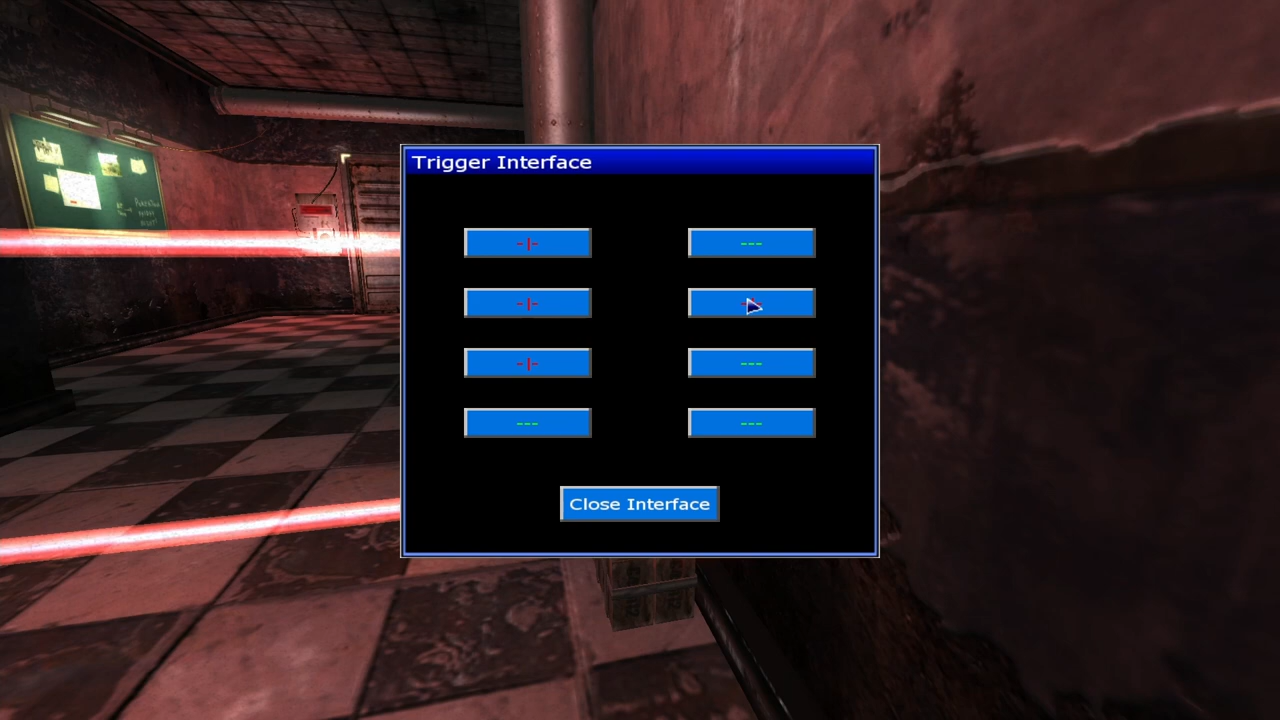 Trigger Interface
-|- ---
-|-
-|- ---
--- ---
Close Interface